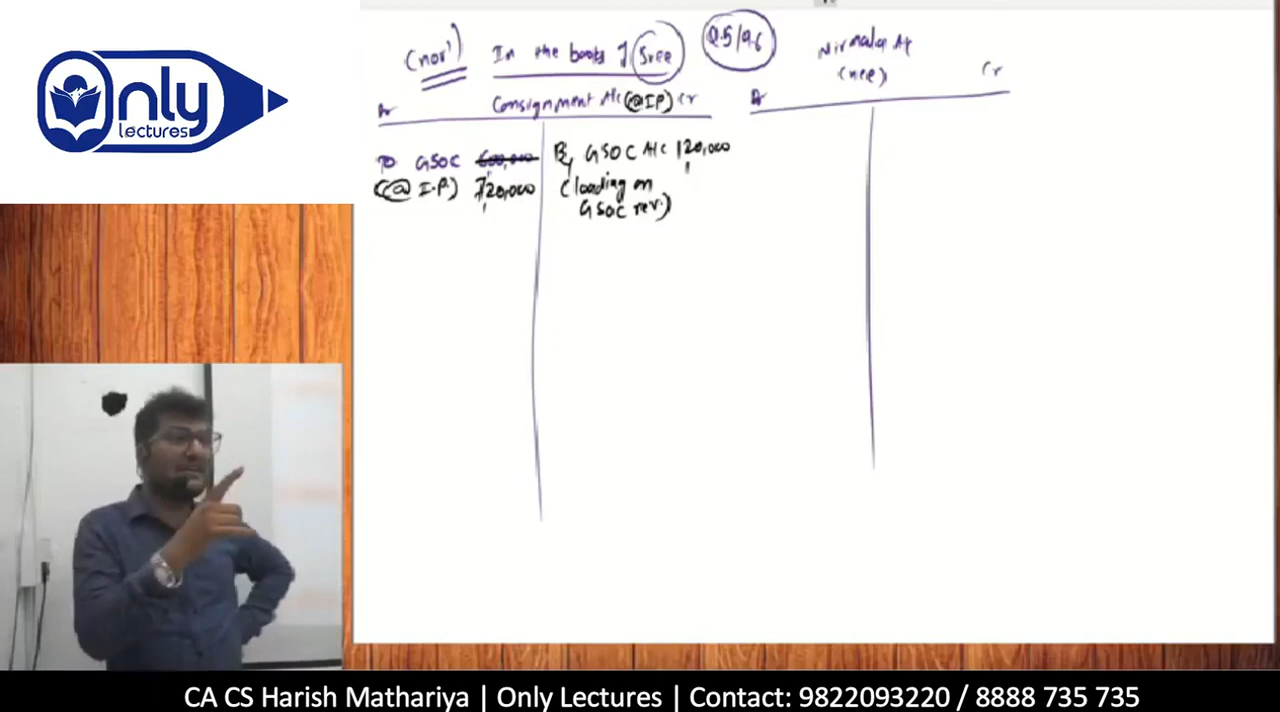 Only
lectures
(nor')
In the books of Sree
Q.5/9.6
Nirmala A/c
(nee)
Dr
Consignment A/c (@IP) Cr
Dr
Cr
To GSOC 600,000
(@ I.P.) 720,000
By GSOC A/c 120,000
(loading on
GSOC rev.)
CA CS Harish Mathariya | Only Lectures | Contact: 9822093220 / 8888 735 735